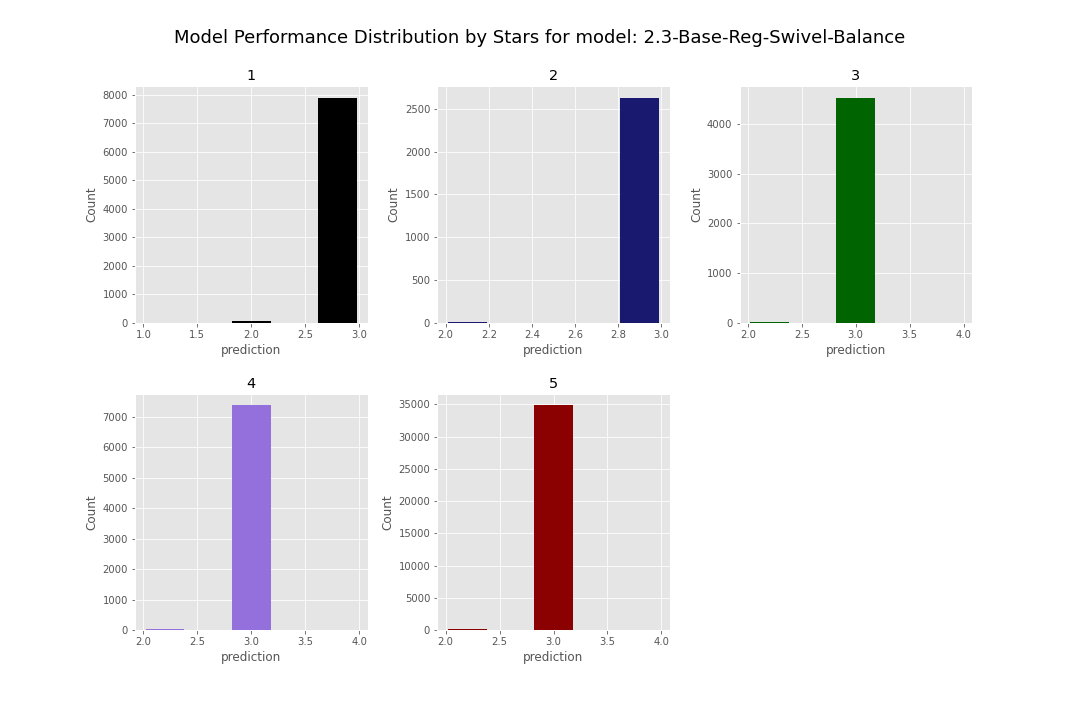 Model Performance Distribution by Stars for model: 2.3-Base-Reg-Swivel-Balance
1
8000
7000
6000
5000
4000
3000
2000
1000
0
Count
1.0 1.5 2.0 2.5 3.0
prediction
2
2500
2000
1500
1000
500
0
Count
2.0 2.2 2.4 2.6 2.8 3.0
prediction
3
4000
3000
2000
1000
0
Count
2.0 2.5 3.0 3.5 4.0
prediction
4
7000
6000
5000
4000
3000
2000
1000
0
Count
2.0 2.5 3.0 3.5 4.0
prediction
5
35000
30000
25000
20000
15000
10000
5000
0
Count
2.0 2.5 3.0 3.5 4.0
prediction